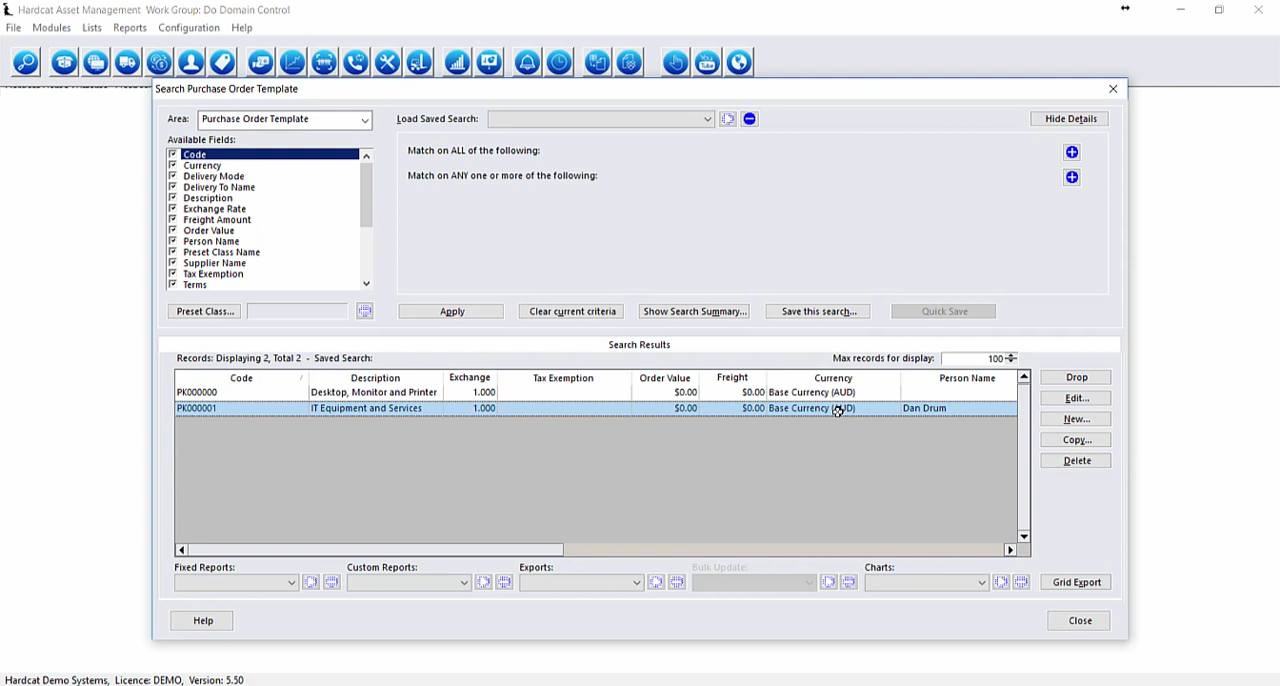 Hardcat Asset Management Work Group: Do Domain Control
File Modules Lists Reports Configuration Help
Search Purchase Order Template
Area: Purchase Order Template Load Saved Search: Hide Details
Available Fields:
Code
Currency
Delivery Mode
Delivery To Name
Description
Exchange Rate
Freight Amount
Order Value
Person Name
Preset Class Name
Supplier Name
Tax Exemption
Terms
Match on ALL of the following:
Match on ANY one or more of the following:
Preset Class... Apply Clear current criteria Show Search Summary... Save this search... Quick Save
Search Results
Records: Displaying 2, Total 2 - Saved Search: Max records for display: 100
Code Description Exchange Tax Exemption Order Value Freight Currency Person Name
PK000000 Desktop, Monitor and Printer 1.000 $0.00 $0.00 Base Currency (AUD)
PK000001 IT Equipment and Services 1.000 $0.00 $0.00 Base Currency (AUD) Dan Drum
Drop
Edit...
New...
Copy...
Delete
Fixed Reports: Custom Reports: Exports: Bulk Update: Charts:
Grid Export
Help Close
Hardcat Demo Systems, Licence: DEMO, Version: 5.50